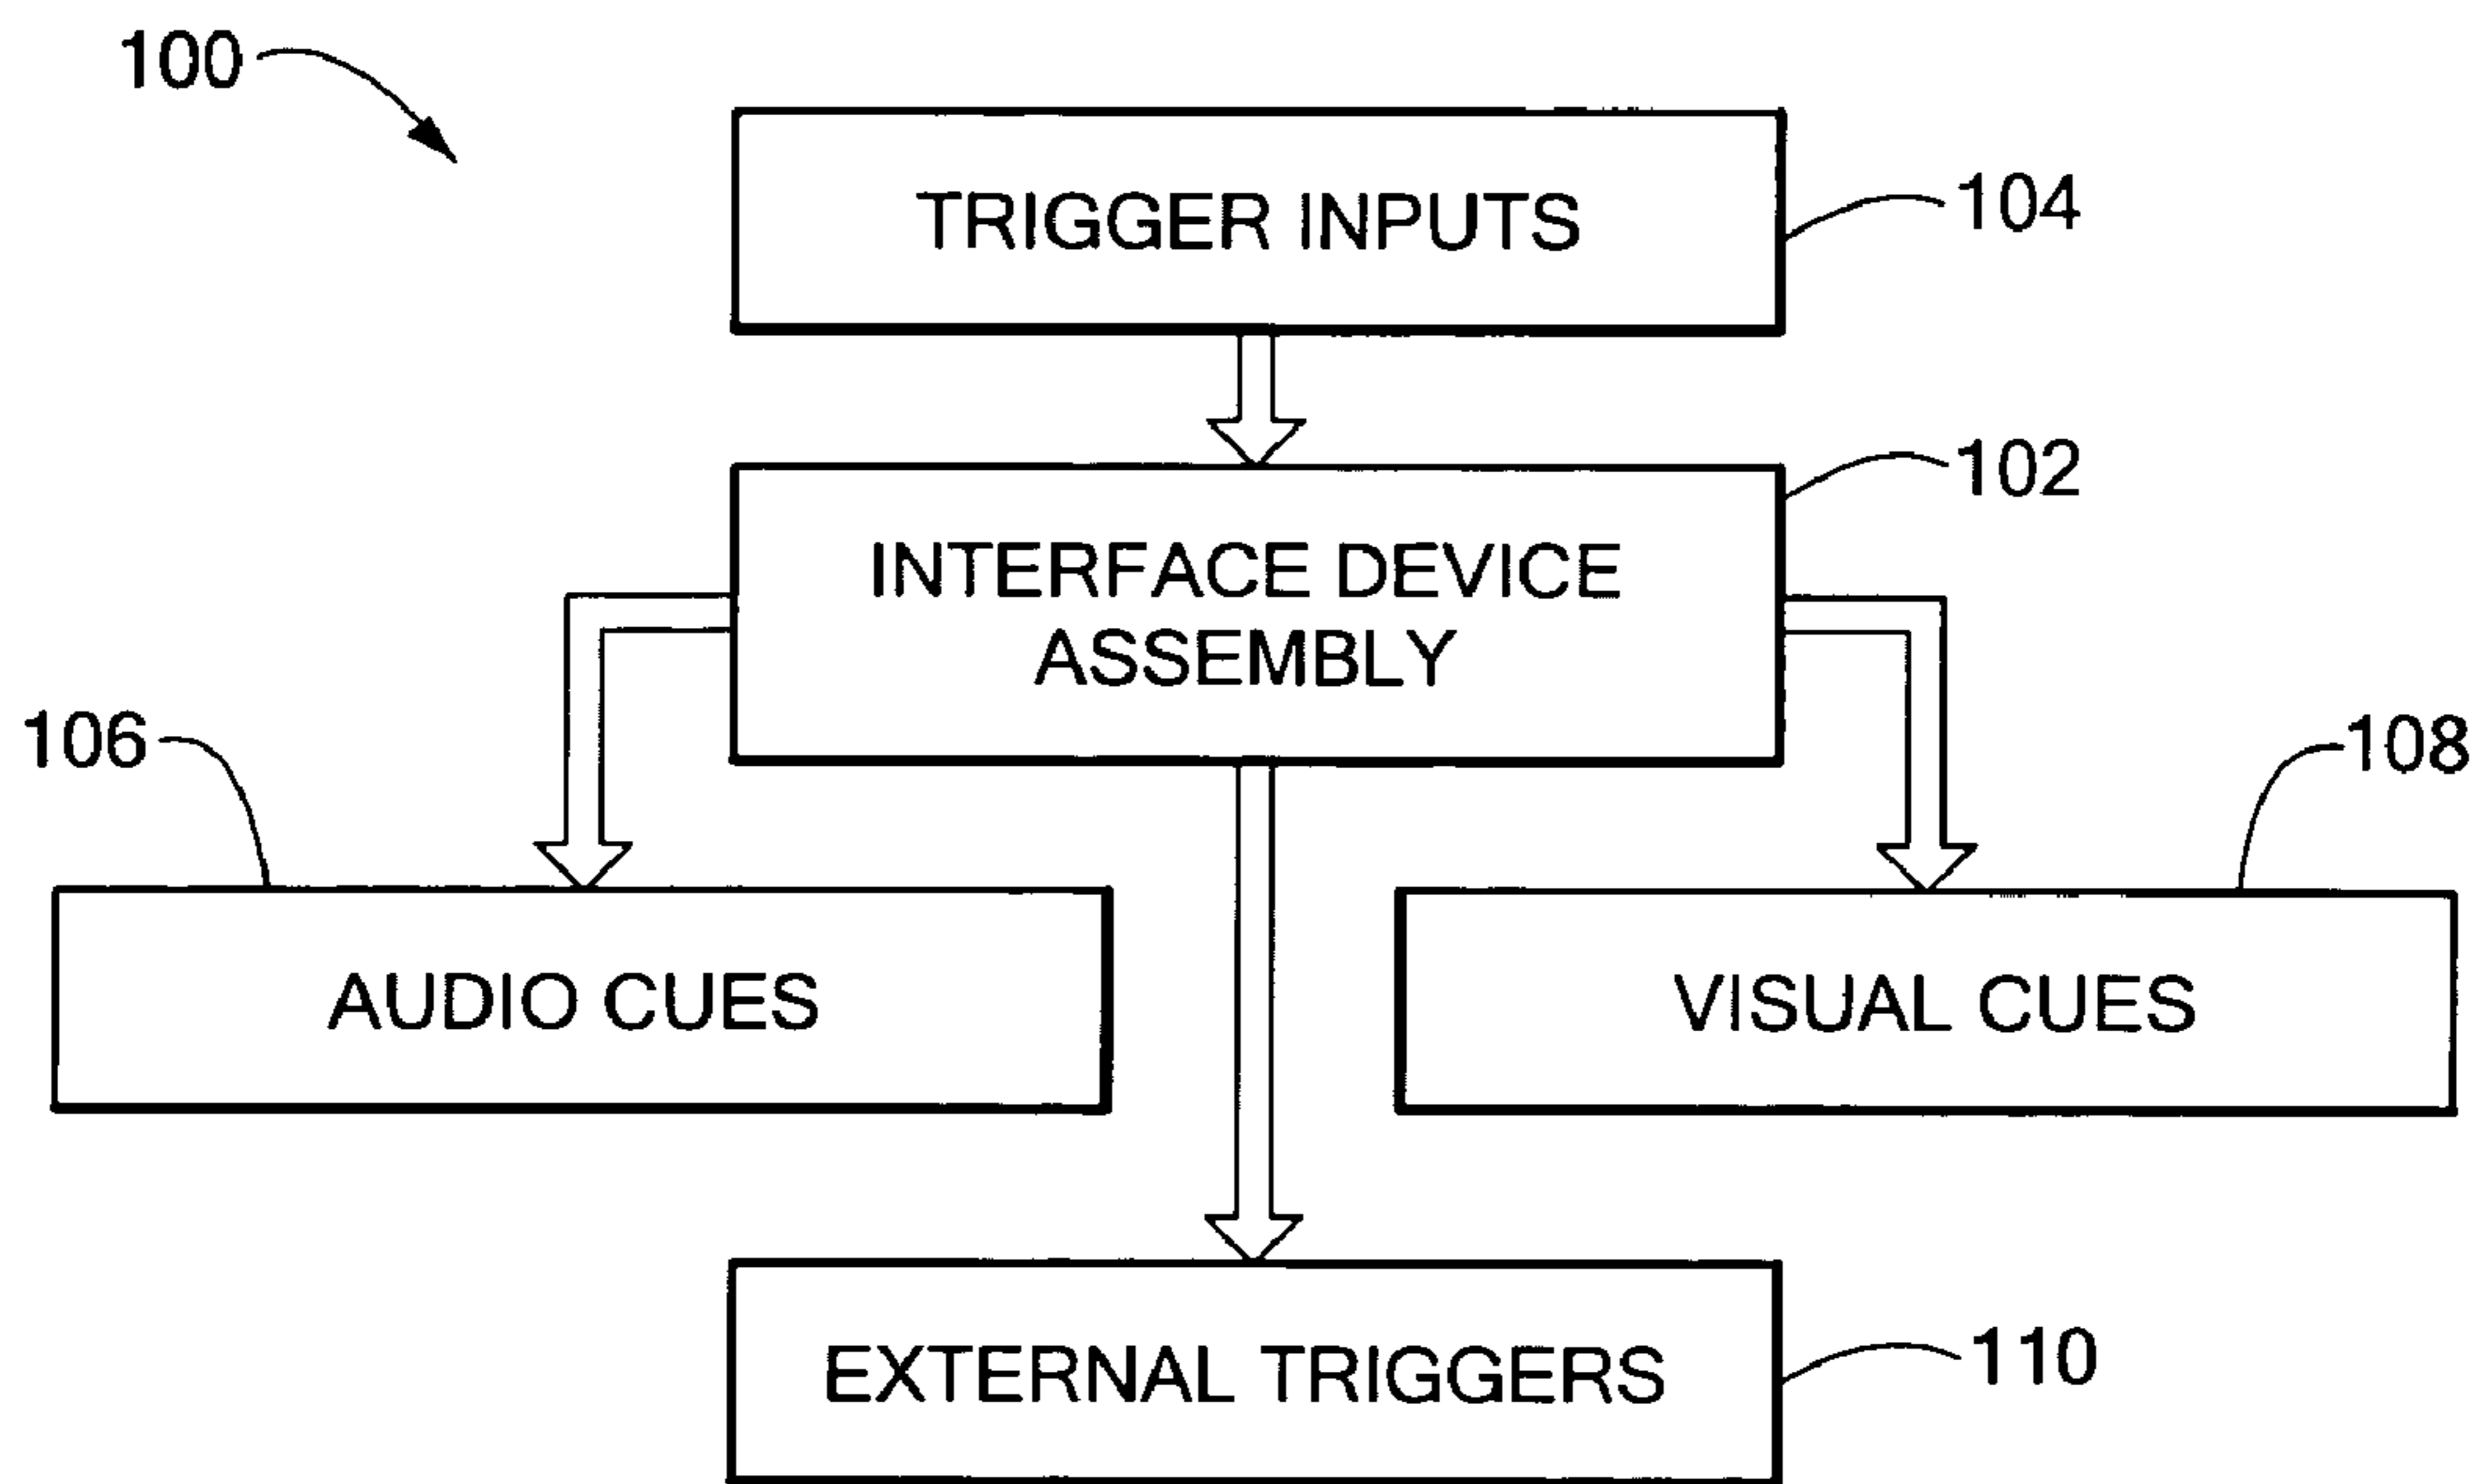 100
TRIGGER INPUTS
104
102
INTERFACE DEVICE
ASSEMBLY
106
108
AUDIO CUES
VISUAL CUES
EXTERNAL TRIGGERS
110